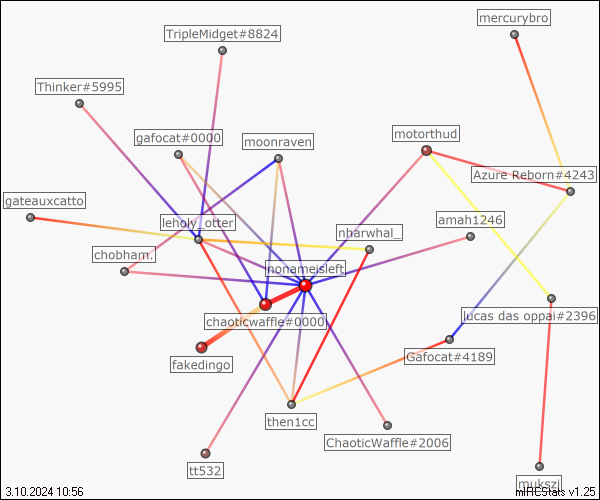 mercurybro
TripleMidget#8824
Thinker#5995
motorthud
gafocat#0000
moonraven
Azure Reborn#4243
gateauxcatto
leholy_otter
amah1246
nharwhal_
chobham.
nonameisleft
lucas das oppai#2396
chaoticwaffle#0000
Gafocat#4189
fakedingo
then1cc
ChaoticWaffle#2006
tt532
mukszi
3.10.2024 10:56
mIRCStats v1.25